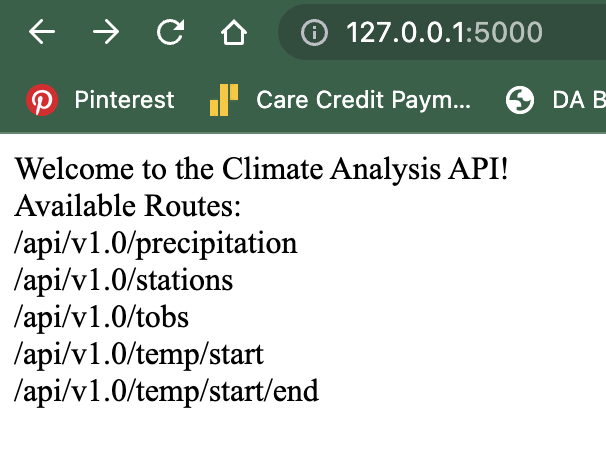 127.0.0.1:5000
Pinterest Care Credit Paym... DA B
Welcome to the Climate Analysis API!
Available Routes:
/api/v1.0/precipitation
/api/v1.0/stations
/api/v1.0/tobs
/api/v1.0/temp/start
/api/v1.0/temp/start/end